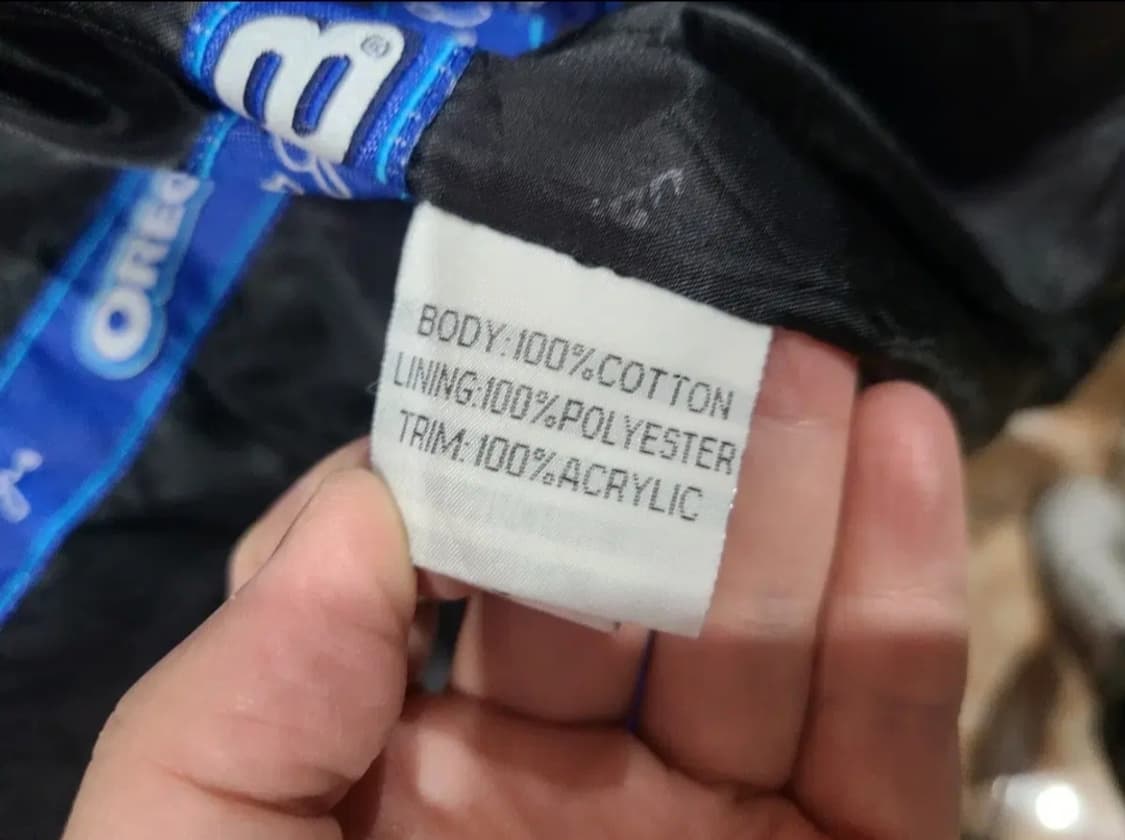 ®
OREO
BODY:100%COTTON
LINING:100%POLYESTER
TRIM:100%ACRYLIC